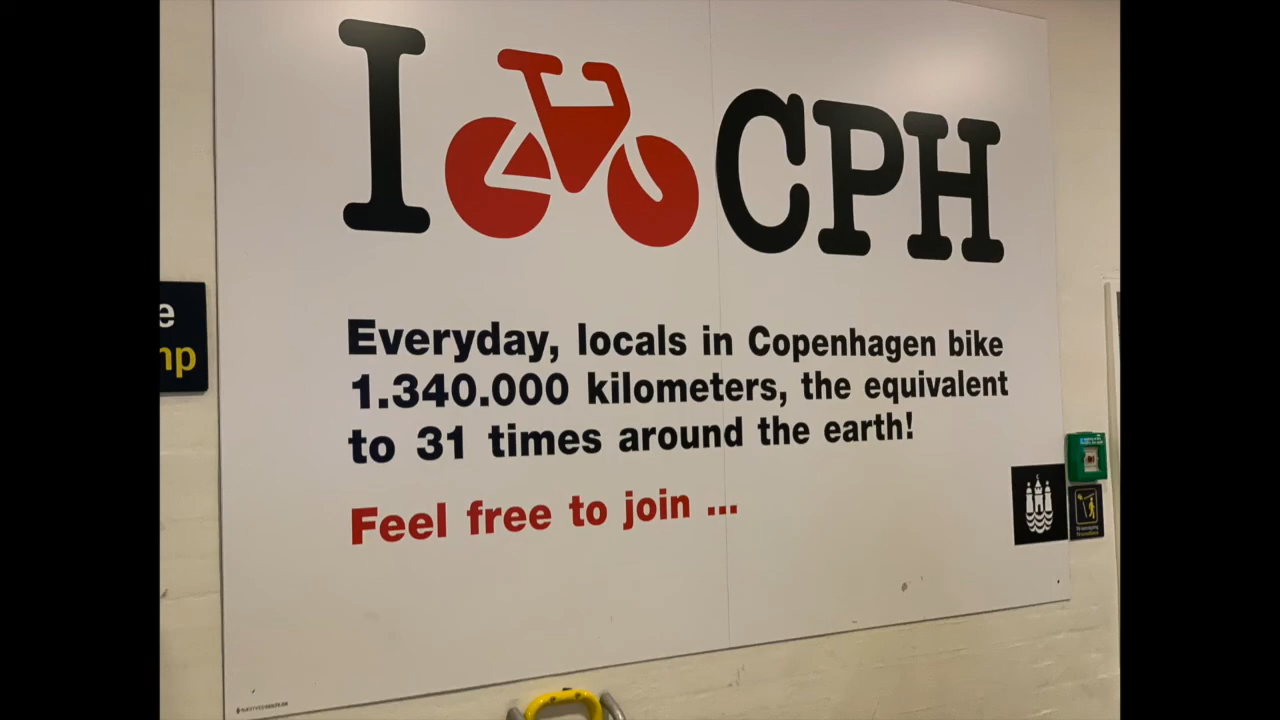 I CPH
e
mp
Everyday, locals in Copenhagen bike
1.340.000 kilometers, the equivalent
to 31 times around the earth!
Feel free to join ...